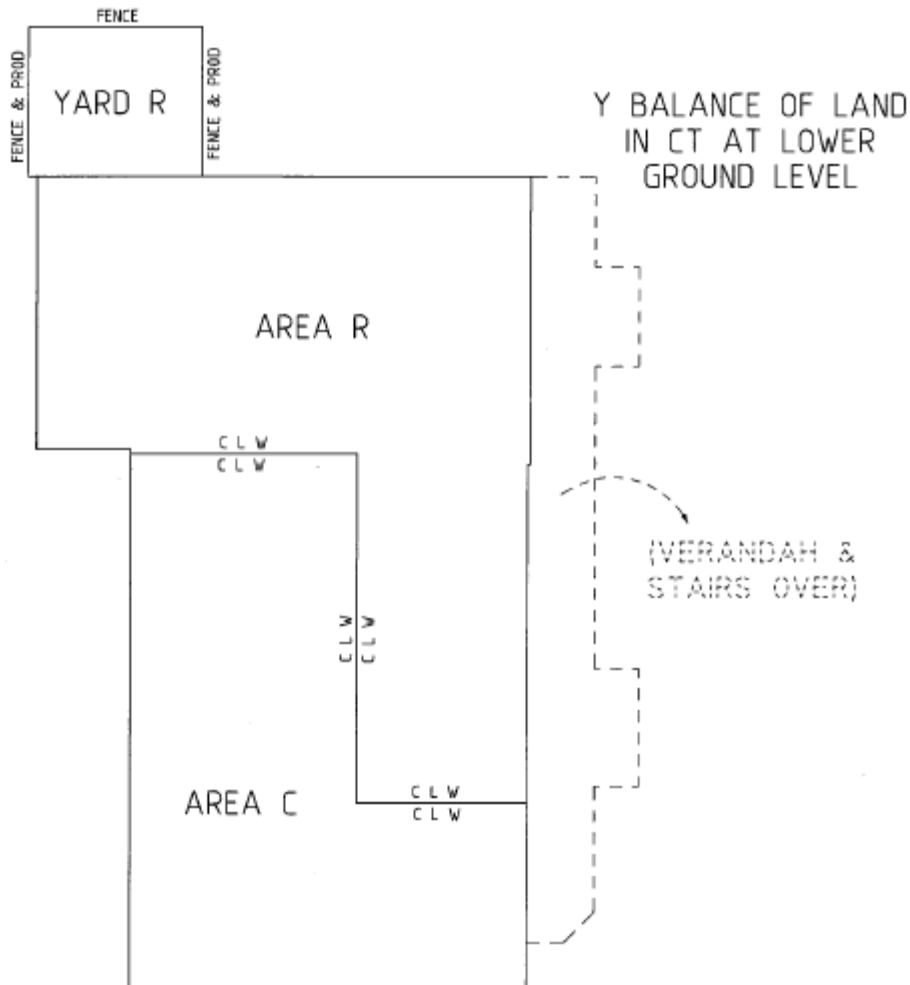 FENCE
FENCE & PROD
YARD R
FENCE & PROD
Y BALANCE OF LAND
IN CT AT LOWER
GROUND LEVEL
AREA R
C L W
C L W
(VERANDAH &
STAIRS OVER)
C L W
C L W
AREA C
C L W
C L W